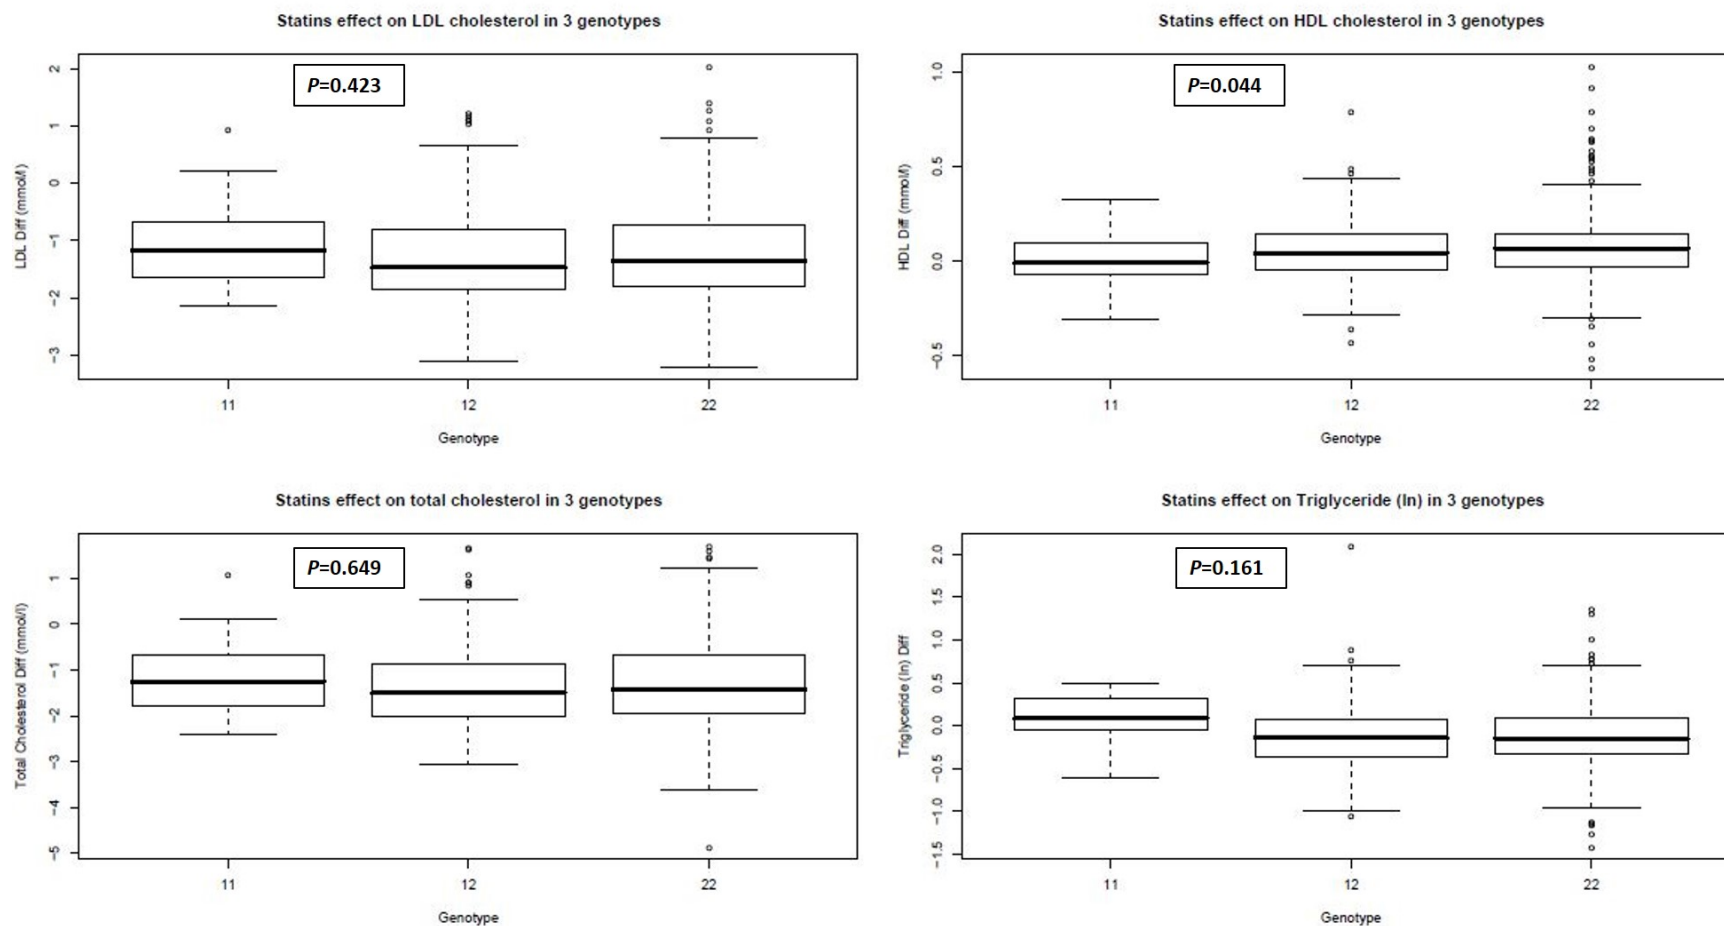 Statins effect on LDL cholesterol in 3 genotypes
P=0.423
LDL Diff (mmol/l)
2
1
0
−1
−2
−3
11 12 22
Genotype
Statins effect on HDL cholesterol in 3 genotypes
P=0.044
HDL Diff (mmol/l)
1.0
0.5
0.0
−0.5
11 12 22
Genotype
Statins effect on total cholesterol in 3 genotypes
P=0.649
Total Cholesterol Diff (mmol/l)
1
0
−1
−2
−3
−4
−5
11 12 22
Genotype
Statins effect on Triglyceride (ln) in 3 genotypes
P=0.161
Triglyceride (ln) Diff
2.0
1.5
1.0
0.5
0.0
−0.5
−1.0
−1.5
11 12 22
Genotype